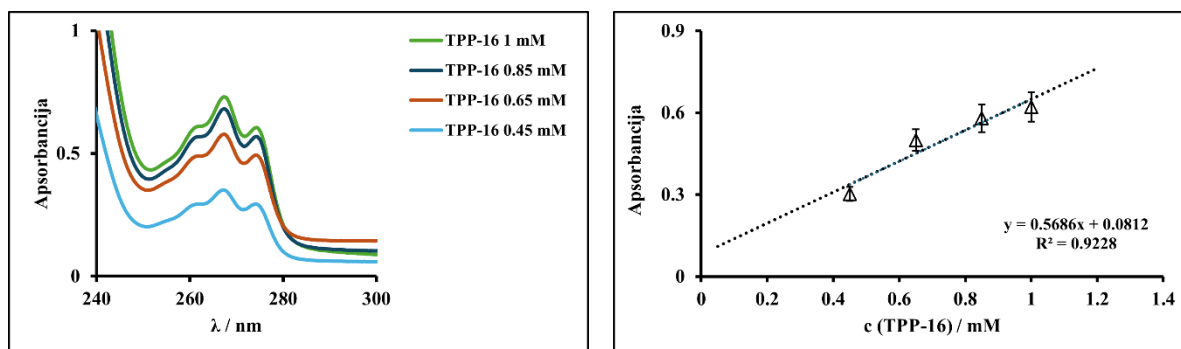 1
0.5
0
Apsorbancija
240
260
280
300
λ / nm
TPP-16 1 mM
TPP-16 0.85 mM
TPP-16 0.65 mM
TPP-16 0.45 mM
0.9
0.6
0.3
0
Apsorbancija
y = 0.5686x + 0.0812
R² = 0.9228
0
0.2
0.4
0.6
0.8
1
1.2
1.4
c (TPP-16) / mM